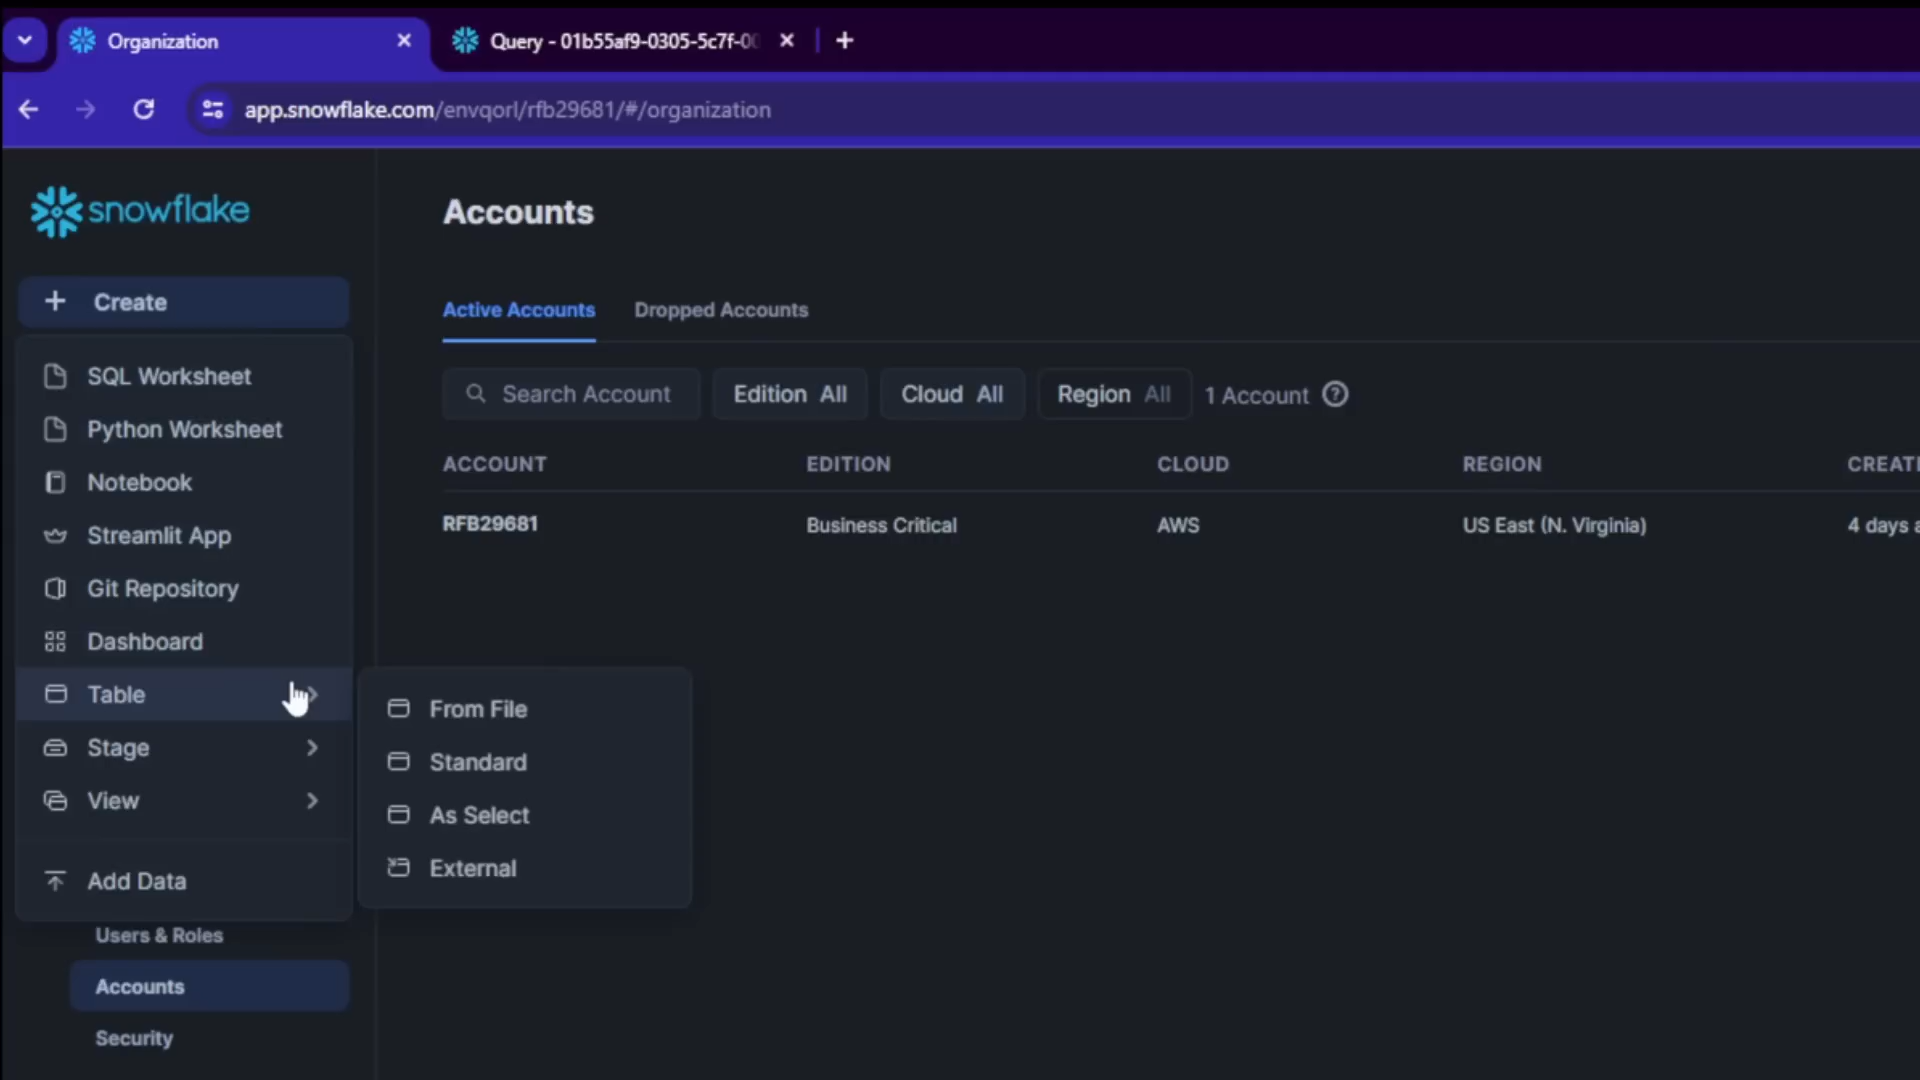 Organization
Query - 01b55af9-0305-5c7f-00
app.snowflake.com/envqorl/rfb29681/#/organization
snowflake
Create
SQL Worksheet
Python Worksheet
Notebook
Streamlit App
Git Repository
Dashboard
Table
Stage
View
Add Data
Users & Roles
Accounts
Security
From File
Standard
As Select
External
Accounts
Active Accounts Dropped Accounts
Search Account Edition All Cloud All Region All 1 Account
ACCOUNT EDITION CLOUD REGION CREATE
RFB29681 Business Critical AWS US East (N. Virginia) 4 days a